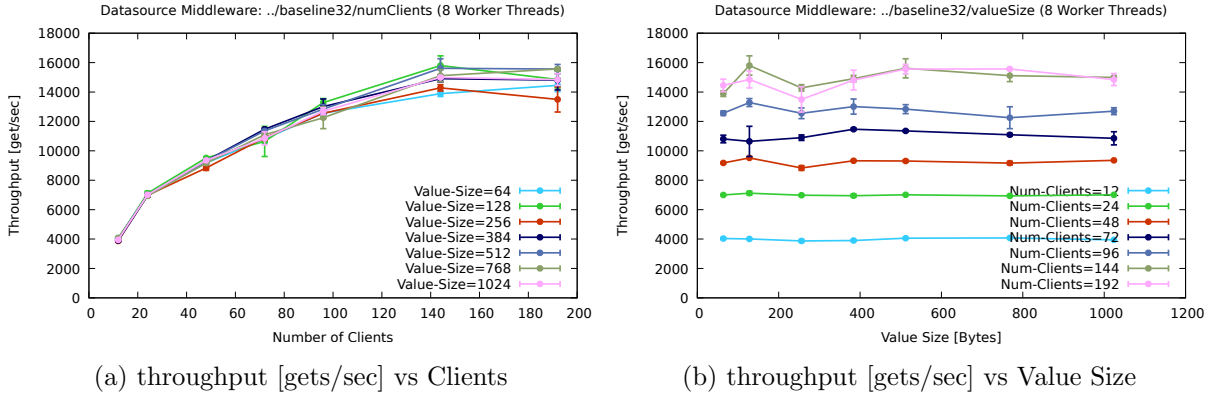 Datasource Middleware: ../baseline32/numClients (8 Worker Threads)
18000
16000
14000
12000
10000
8000
6000
4000
2000
0
Throughput [get/sec]
Value-Size=64
Value-Size=128
Value-Size=256
Value-Size=384
Value-Size=512
Value-Size=768
Value-Size=1024
0 20 40 60 80 100 120 140 160 180 200
Number of Clients
(a) throughput [gets/sec] vs Clients
Datasource Middleware: ../baseline32/valueSize (8 Worker Threads)
18000
16000
14000
12000
10000
8000
6000
4000
2000
0
Throughput [get/sec]
Num-Clients=12
Num-Clients=24
Num-Clients=48
Num-Clients=72
Num-Clients=96
Num-Clients=144
Num-Clients=192
0 200 400 600 800 1000 1200
Value Size [Bytes]
(b) throughput [gets/sec] vs Value Size